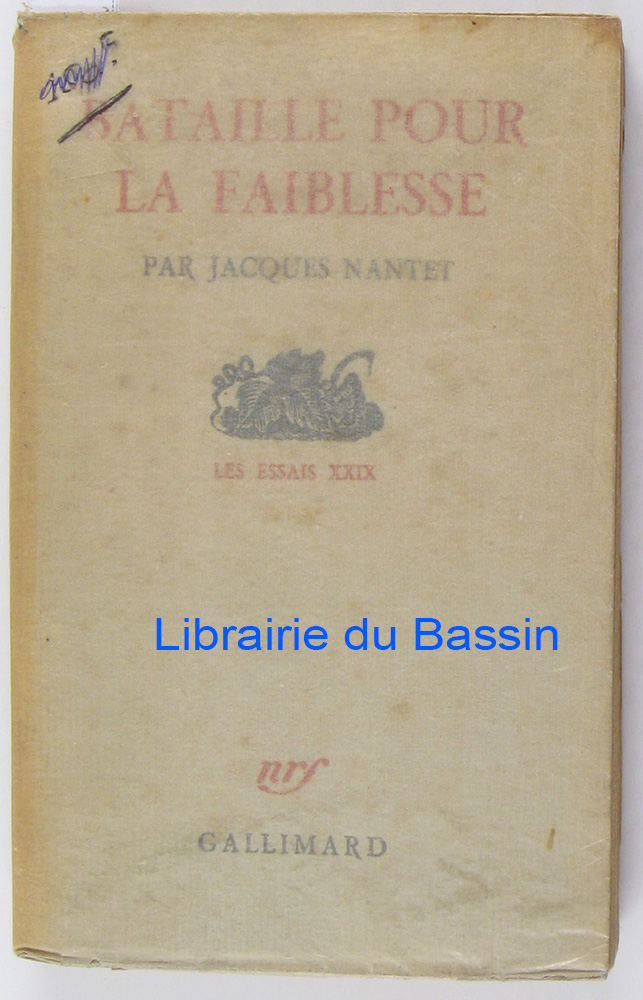 BATAILLE POUR
LA FAIBLESSE
PAR JACQUES NANTET
LES ESSAIS XXIX
Librairie du Bassin
nrf
GALLIMARD